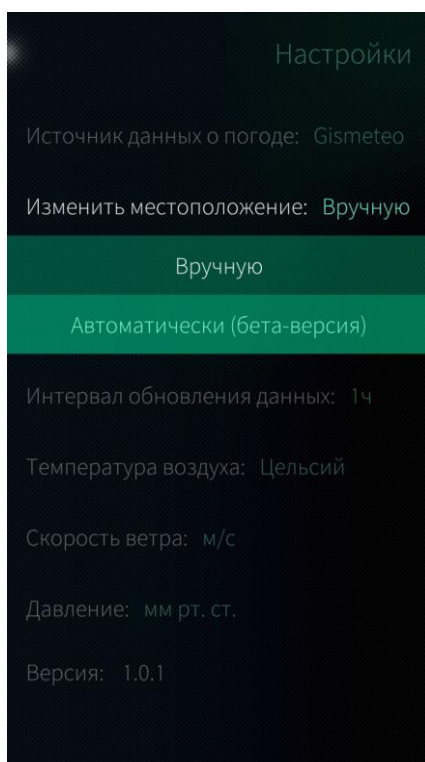 Настройки
Источник данных о погоде: Gismeteo
Изменить местоположение: Вручную
Вручную
Автоматически (бета-версия)
Интервал обновления данных: 1ч
Температура воздуха: Цельсий
Скорость ветра: м/с
Давление: мм рт. ст.
Версия: 1.0.1